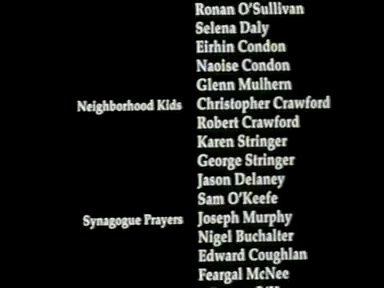 Ronan O'Sullivan
Selena Daly
Eirhin Condon
Naoise Condon
Glenn Mulhern
Neighborhood Kids Christopher Crawford
Robert Crawford
Karen Stringer
George Stringer
Jason Delaney
Sam O'Keefe
Synagogue Prayers Joseph Murphy
Nigel Buchalter
Edward Coughlan
Feargal McNee